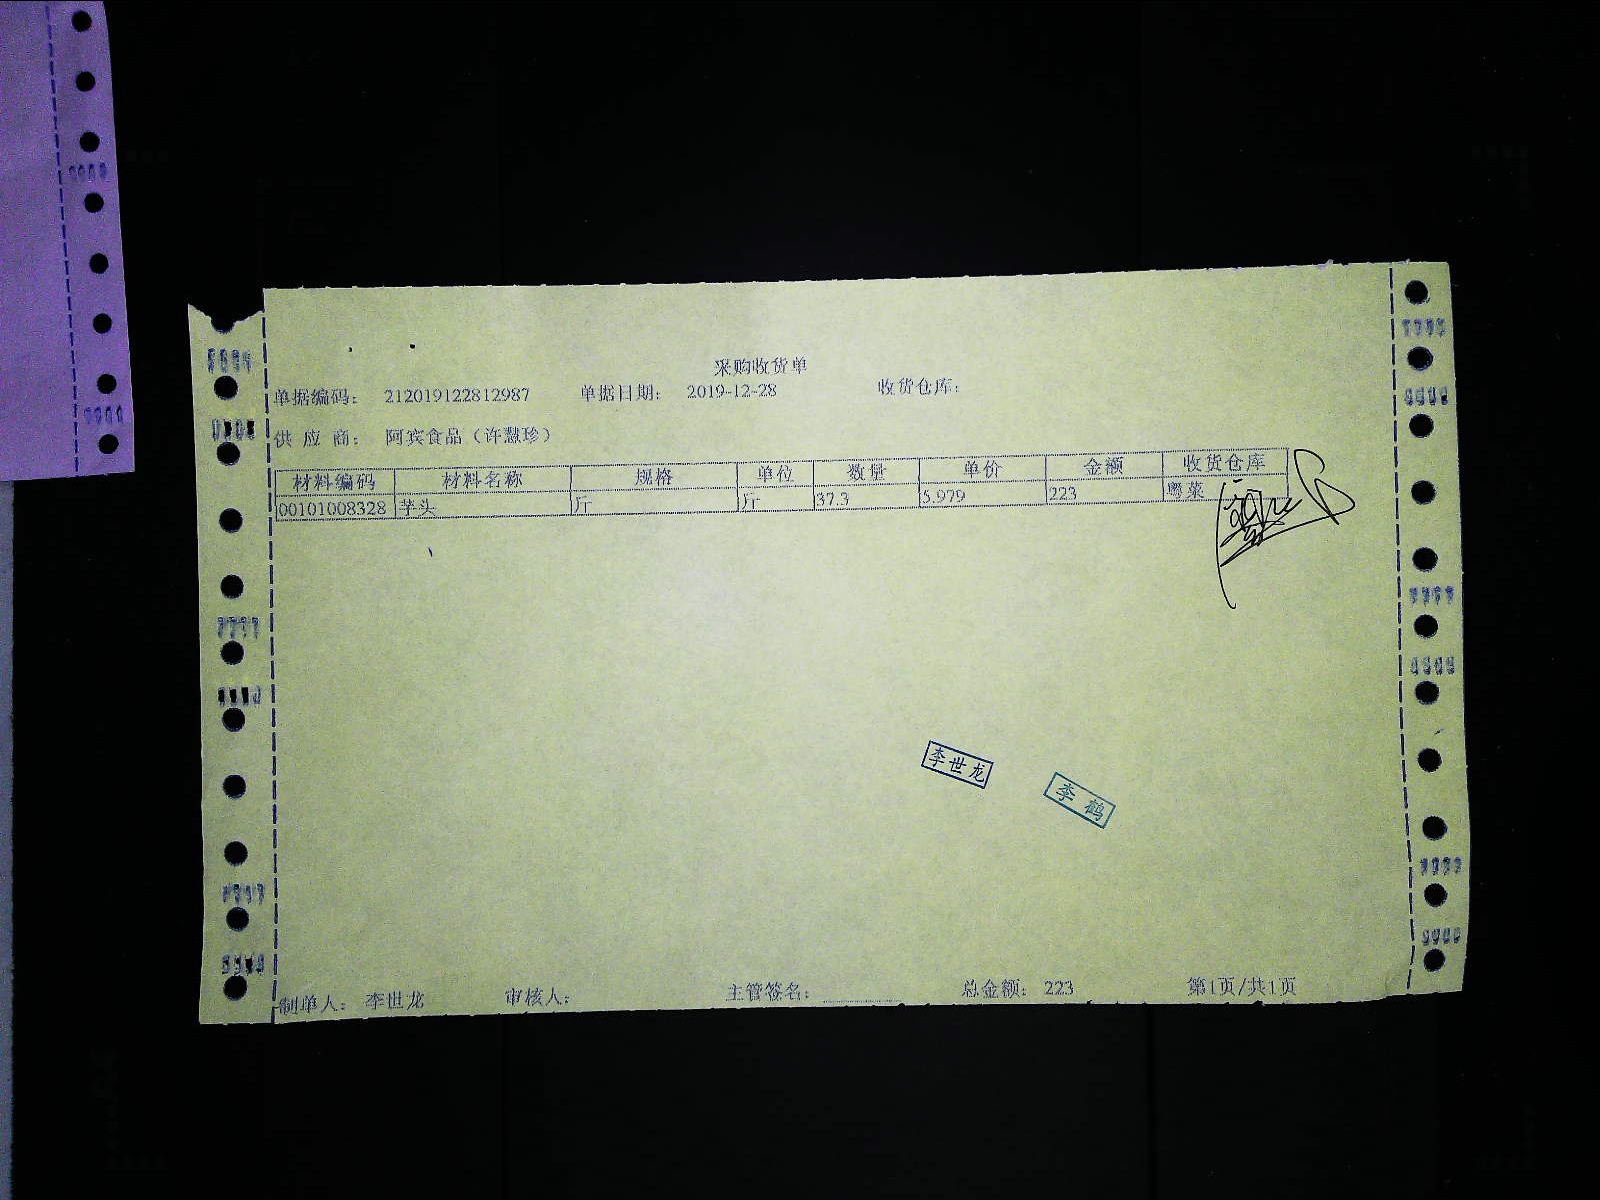 采购收货单
单据编码： 212019122812987 单据日期： 2019-12-28 收货仓库：
供 应 商： 阿宾食品（许慧珍）
材料编码 材料名称 规格 单位 数量 单价 金额 收货仓库
00101008328 芋头 斤 斤 37.3 5.979 223 粤菜
李世龙
李鹤
制单人： 李世龙 审核人： 主管签名： 总金额： 223 第1页/共1页